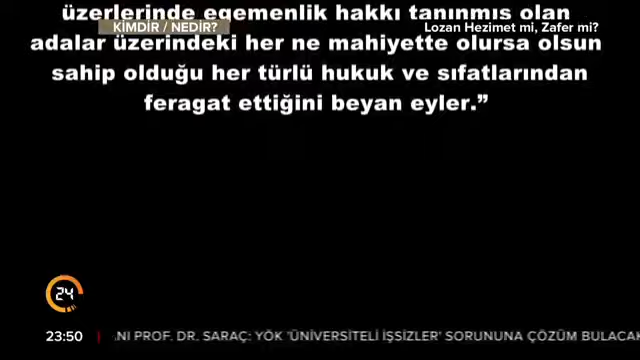 üzerlerinde egemenlik hakkı tanınmış olan
KİMDİR / NEDİR?
Lozan Hezimet mi, Zafer mi?
adalar üzerindeki her ne mahiyette olursa olsun
sahip olduğu her türlü hukuk ve sıfatlarından
feragat ettiğini beyan eyler.”
24
23:50
ANI PROF. DR. SARAÇ: YÖK 'ÜNİVERSİTELİ İŞSİZLER' SORUNUNA ÇÖZÜM BULACAK